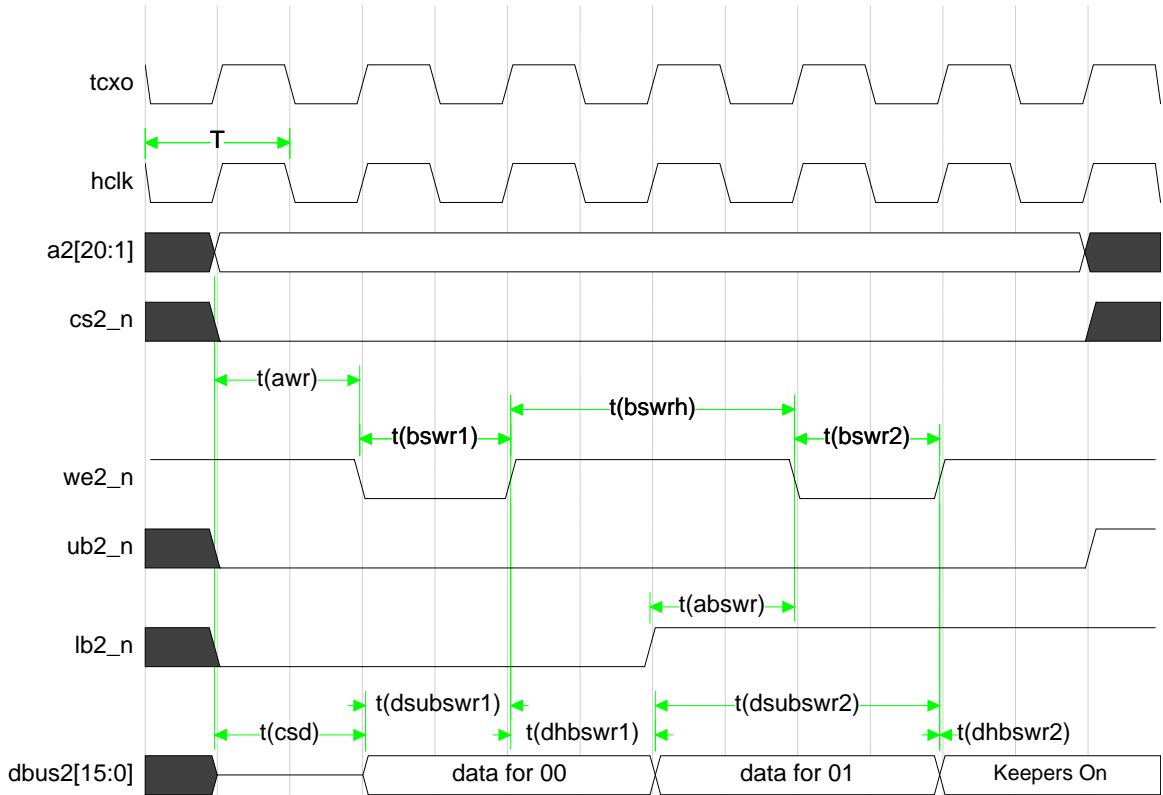 tcxo
T
hclk
a2[20:1]
cs2_n
t(awr)
t(bswrh)
t(bswr1)
t(bswr2)
we2_n
ub2_n
t(abswr)
lb2_n
t(dsubswr1)
t(dsubswr2)
t(csd)
t(dhbswr1)
t(dhbswr2)
dbus2[15:0]
data for 00
data for 01
Keepers On